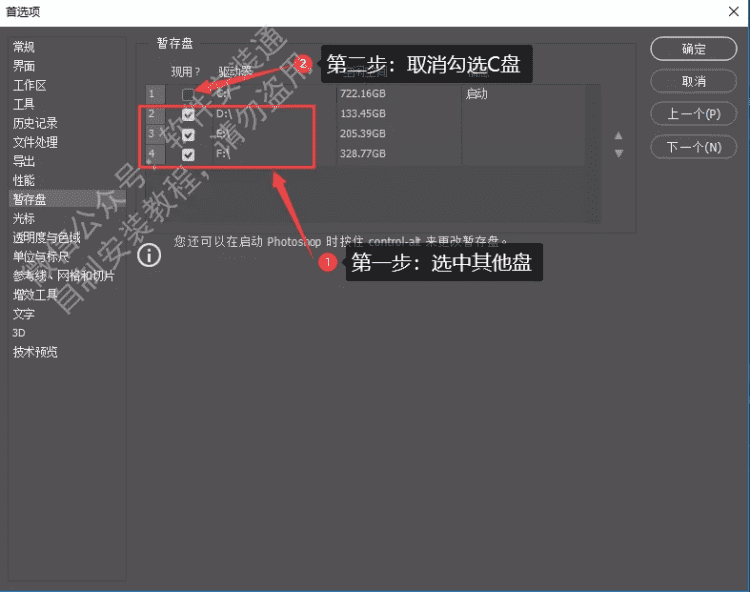 首选项
常规
界面
工作区
工具
历史记录
文件处理
导出
性能
暂存盘
光标
透明度与色域
单位与标尺
参考线、网格和切片
增效工具
文字
3D
技术预览
暂存盘
现用? 驱动器
1 C:\ 722.16GB 启动
2 D:\ 133.45GB
3 E:\ 205.39GB
4 F:\ 328.77GB
您还可以在启动 Photoshop 时按住 control-alt 来更改暂存盘。
2 第二步：取消勾选C盘
1 第一步：选中其他盘
确定
取消
上一个(P)
下一个(N)
微信公众号：软件安装通
自制安装教程，请勿盗用